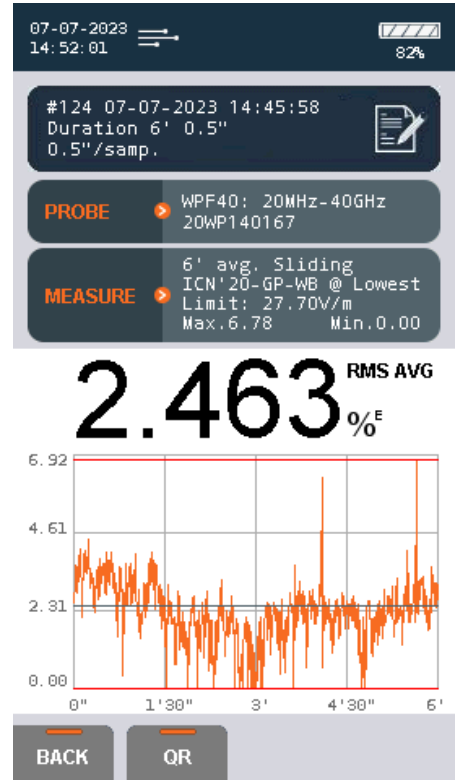 07-07-2023
14:52:01
82%
#124 07-07-2023 14:45:58
Duration 6' 0.5"
0.5"/samp.
PROBE
WPF40: 20MHz-40GHz
20WP140167
MEASURE
6' avg. Sliding
ICN'20-GP-WB @ Lowest
Limit: 27.70V/m
Max.6.78 Min.0.00
2.463
RMS AVG
%E
6.92
4.61
2.31
0.00
0" 1'30" 3' 4'30" 6'
BACK QR